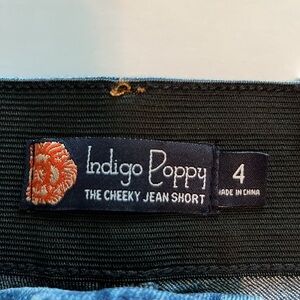 Indigo Poppy
THE CHEEKY JEAN SHORT
4
MADE IN CHINA